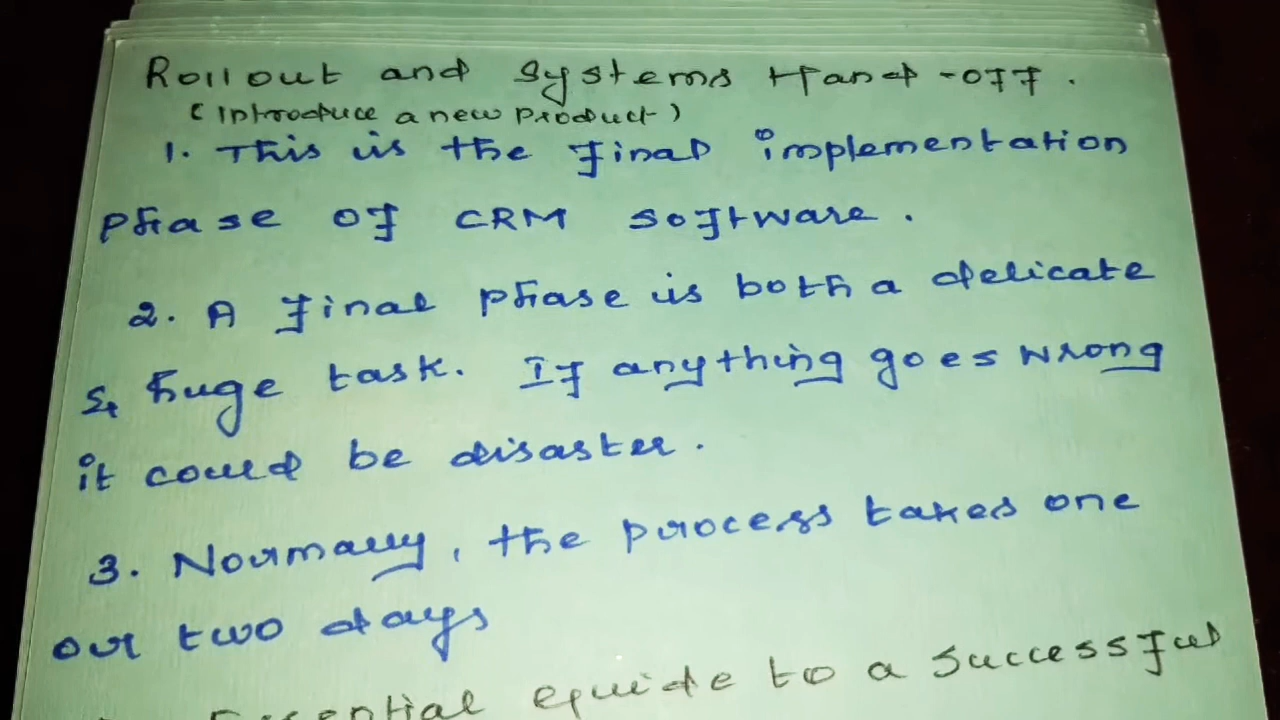 Rollout and Systems Hand-off.
(Introduce a new product)
1. This is the final implementation
phase of CRM software.
2. A final phase is both a delicate
& huge task. If anything goes wrong
it could be disaster.
3. Normally, the process takes one
or two days
Essential guide to a successful